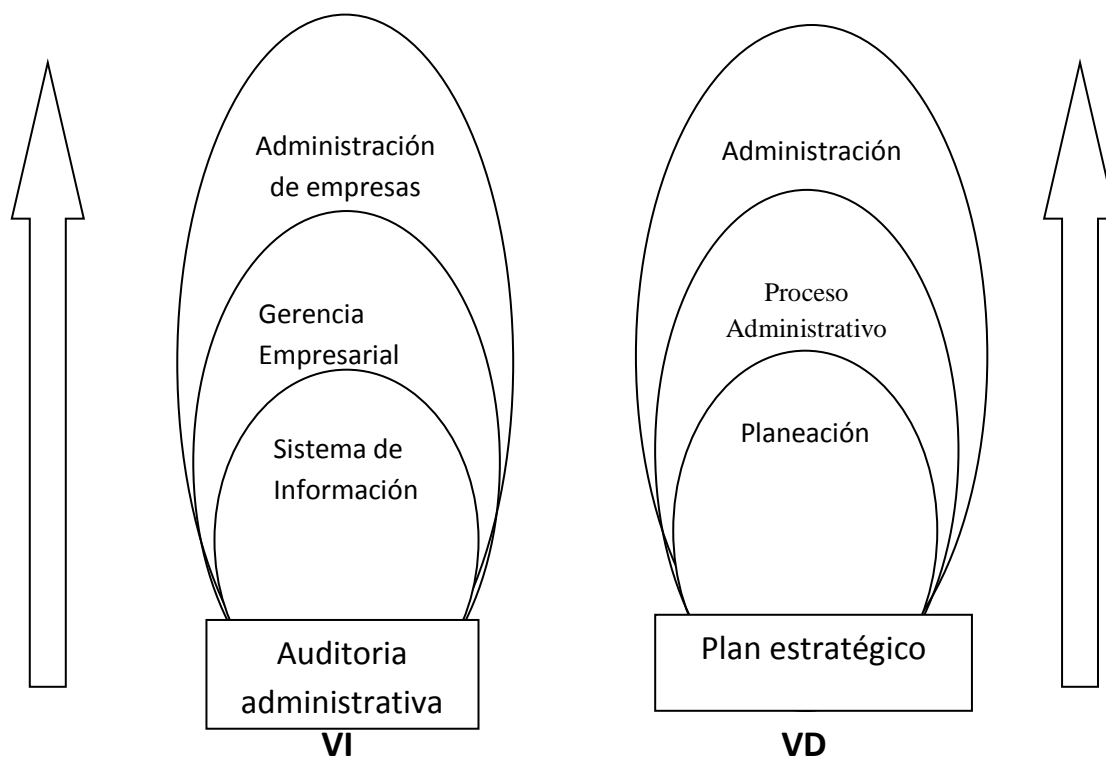 Administración
de empresas
Gerencia
Empresarial
Sistema de
Información
Auditoria
administrativa
VI
Administración
Proceso
Administrativo
Planeación
Plan estratégico
VD